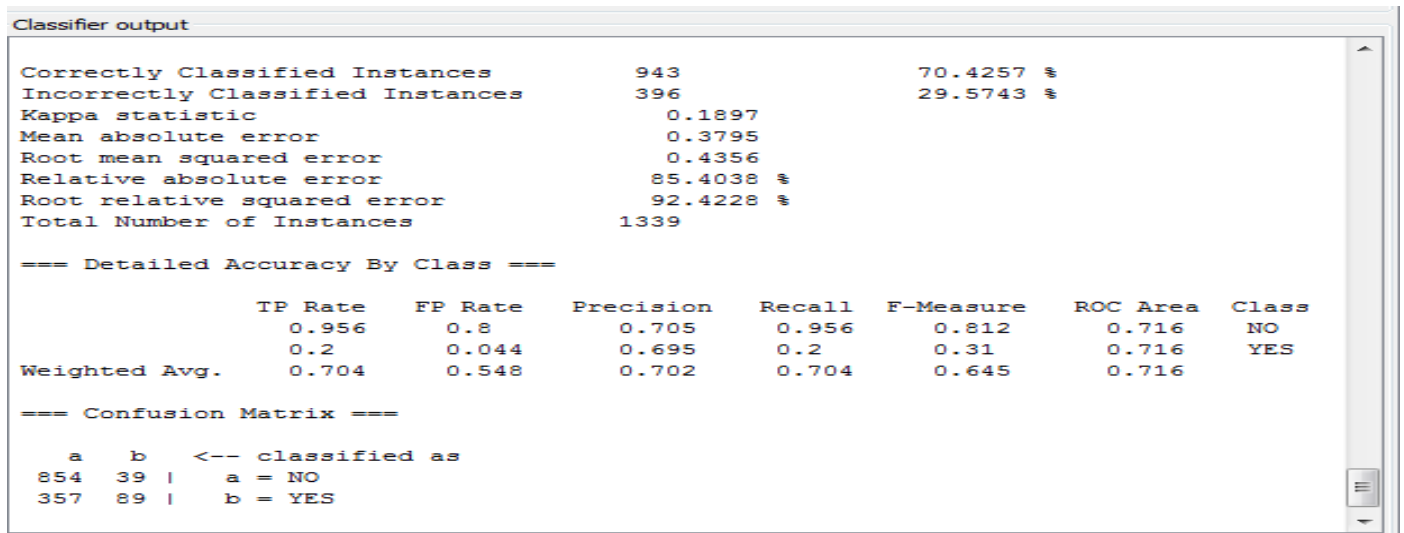 Classifier output
Correctly Classified Instances 943 70.4257 %
Incorrectly Classified Instances 396 29.5743 %
Kappa statistic 0.1897
Mean absolute error 0.3795
Root mean squared error 0.4356
Relative absolute error 85.4038 %
Root relative squared error 92.4228 %
Total Number of Instances 1339
=== Detailed Accuracy By Class ===
TP Rate FP Rate Precision Recall F-Measure ROC Area Class
0.956 0.8 0.705 0.956 0.812 0.716 NO
0.2 0.044 0.695 0.2 0.31 0.716 YES
Weighted Avg. 0.704 0.548 0.702 0.704 0.645 0.716
=== Confusion Matrix ===
a b <-- classified as
854 39 | a = NO
357 89 | b = YES